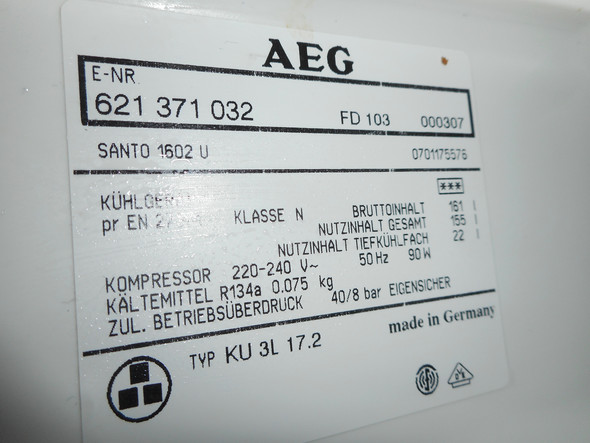 AEG
E-NR
621 371 032 FD 103 000307
SANTO 1602 U 0701175576
***
pr EN KLASSE N BRUTTOINHALT 161 l
NUTZINHALT GESAMT 155 l
NUTZINHALT TIEFKÜHLFACH 22 l
KOMPRESSOR 220-240 V~ 50 Hz 90 W
KÄLTEMITTEL R134a 0.075 kg
ZUL. BETRIEBSÜBERDRUCK 40/8 bar EIGENSICHER
made in Germany
TYP KU 3L 17.2